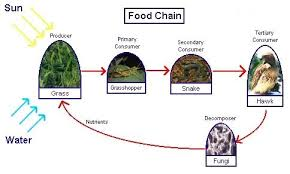 Sun
Food Chain
Producer
Primary
Consumer
Secondary
Consumer
Tertiary
Consumer
Grass
Grasshopper
Snake
Hawk
Water
Nutrients
Decomposer
Fungi